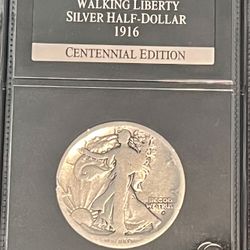 WALKING LIBERTY
SILVER HALF-DOLLAR
1916
CENTENNIAL EDITION
IN GOD
WE TRUST